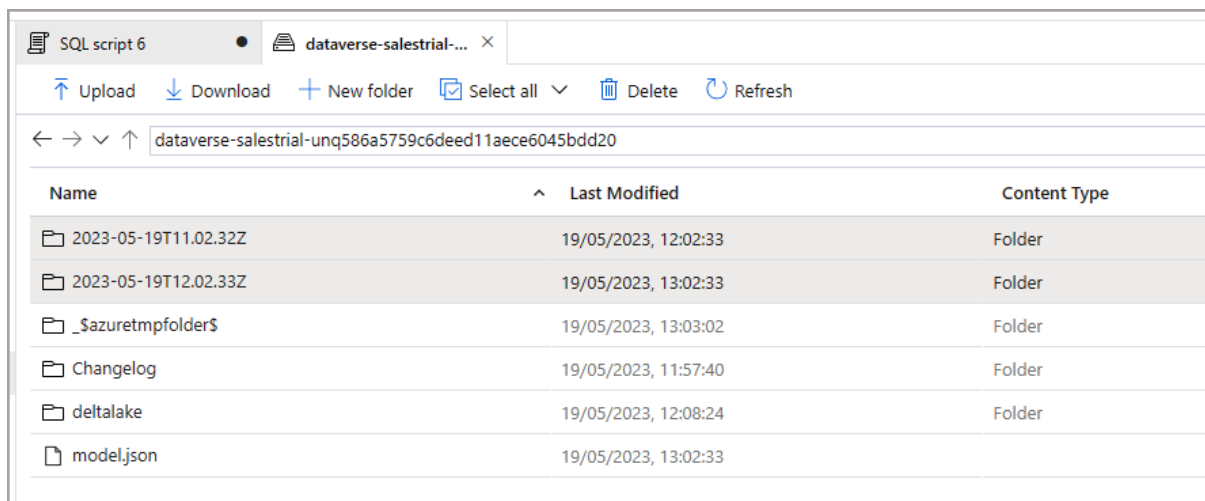 SQL script 6 dataverse-salestrial-...
Upload Download New folder Select all Delete Refresh
dataverse-salestrial-unq586a5759c6deed11aece6045bdd20
Name Last Modified Content Type
2023-05-19T11.02.32Z 19/05/2023, 12:02:33 Folder
2023-05-19T12.02.33Z 19/05/2023, 13:02:33 Folder
_$azuretmpfolder$ 19/05/2023, 13:03:02 Folder
Changelog 19/05/2023, 11:57:40 Folder
deltalake 19/05/2023, 12:08:24 Folder
model.json 19/05/2023, 13:02:33